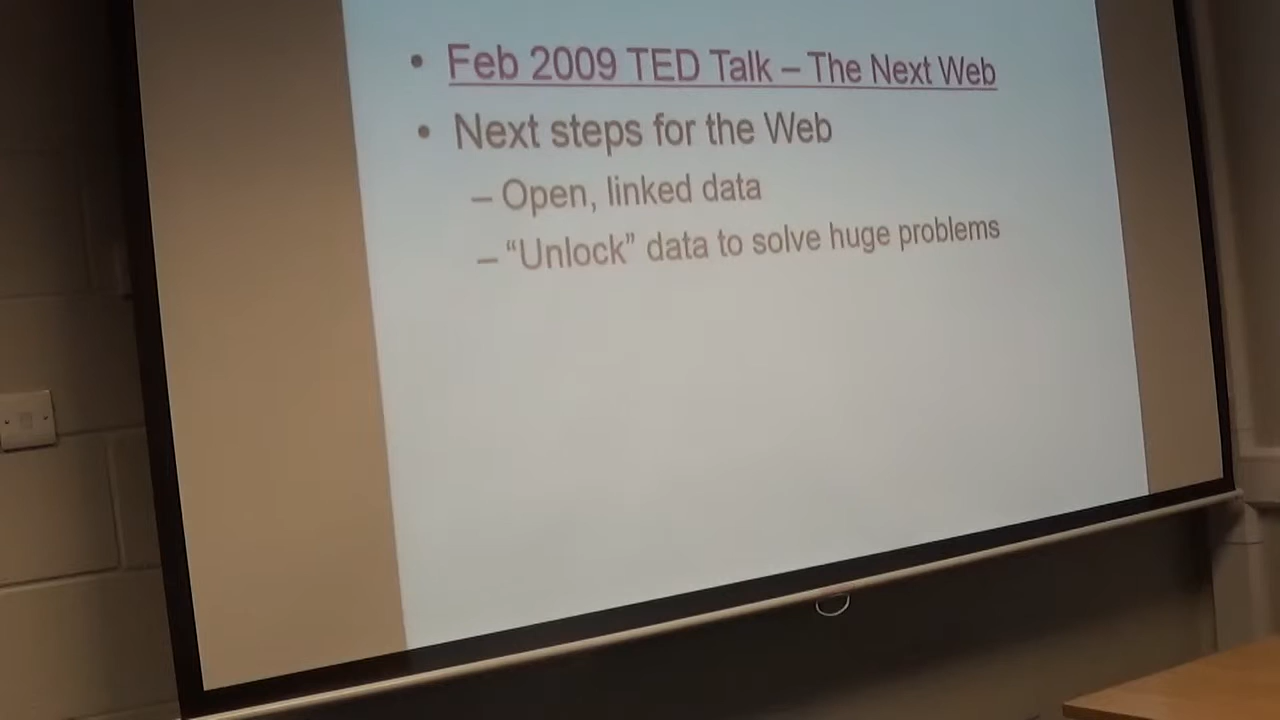 • Feb 2009 TED Talk – The Next Web
• Next steps for the Web
– Open, linked data
– “Unlock” data to solve huge problems